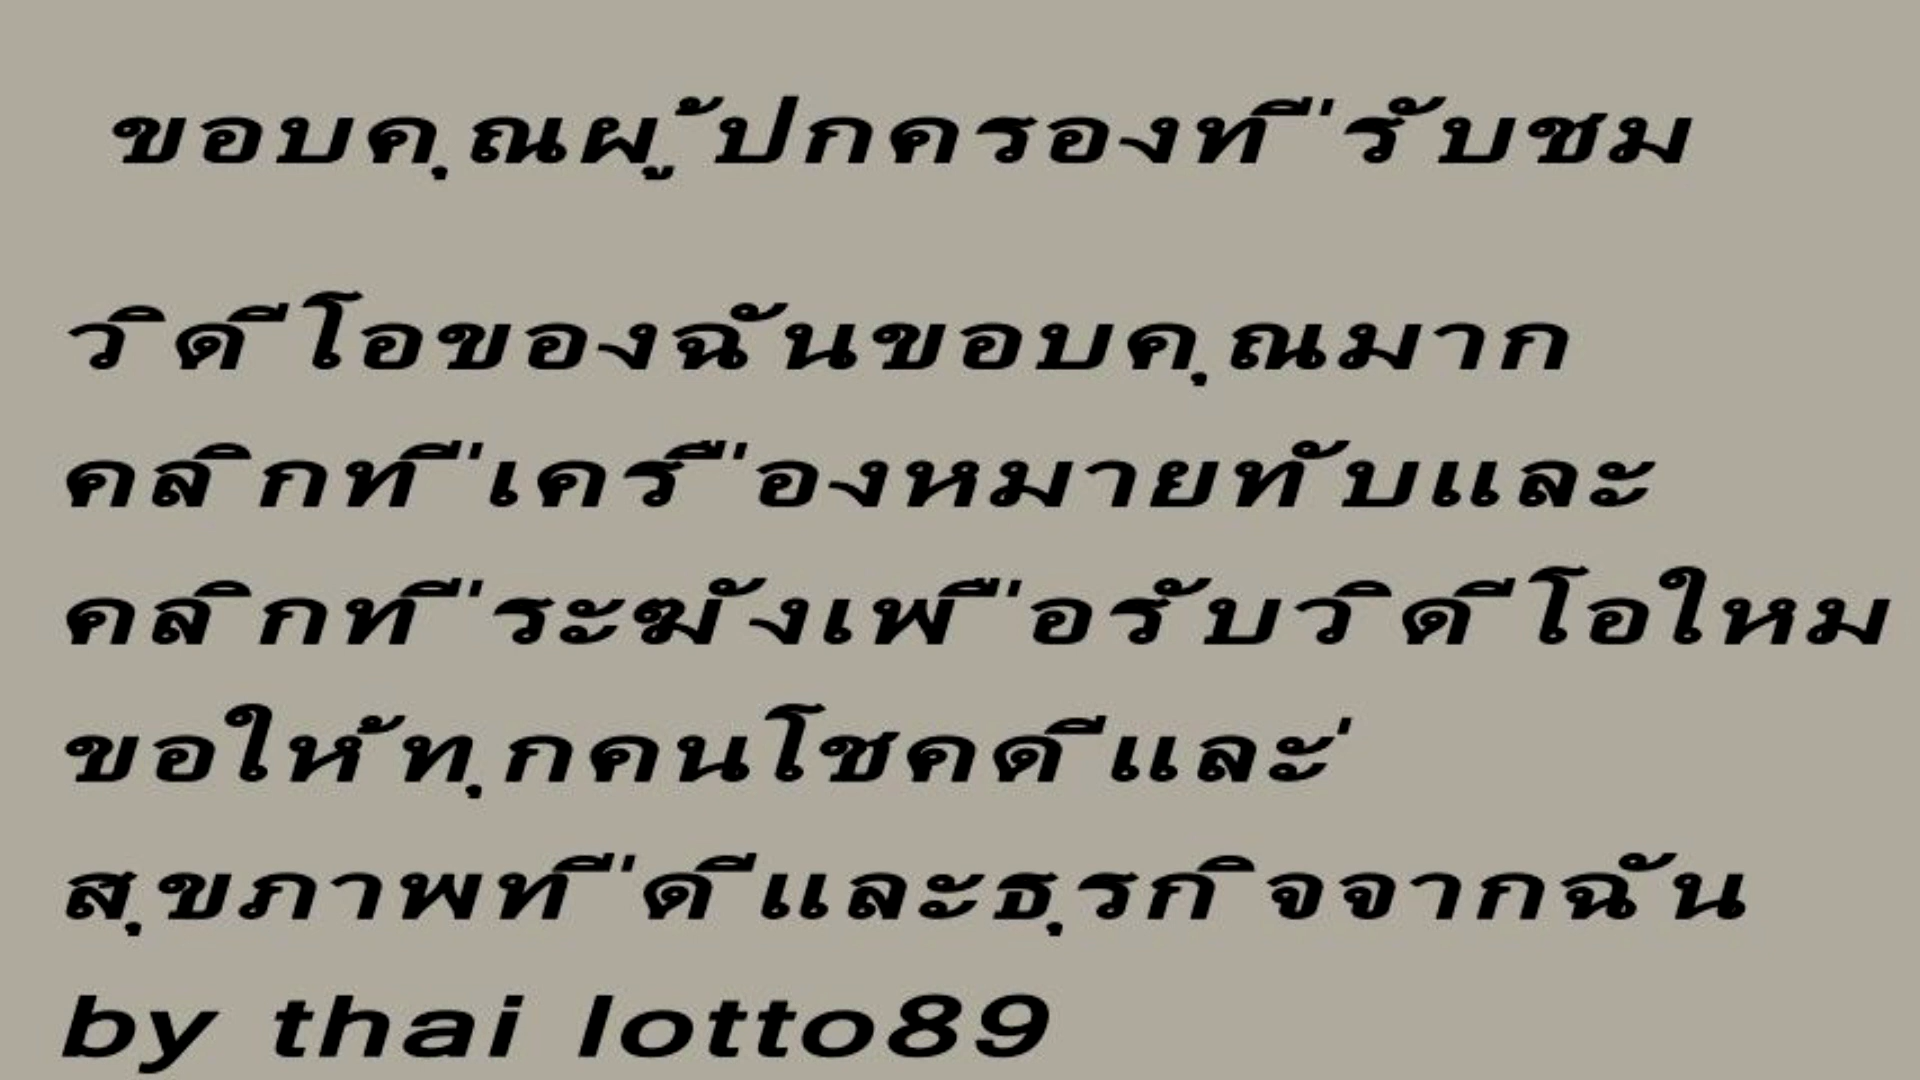 ขอบคุณผู้ปกครองที่รับชม
วิดีโอของฉันขอบคุณมาก
คลิกที่เครื่องหมายทับและ
คลิกที่ระฆังเพื่อรับวิดีโอใหม
ขอให้ทุกคนโชคดีและ่
สุขภาพที่ดีและธุรกิจจากฉัน
by thai lotto89